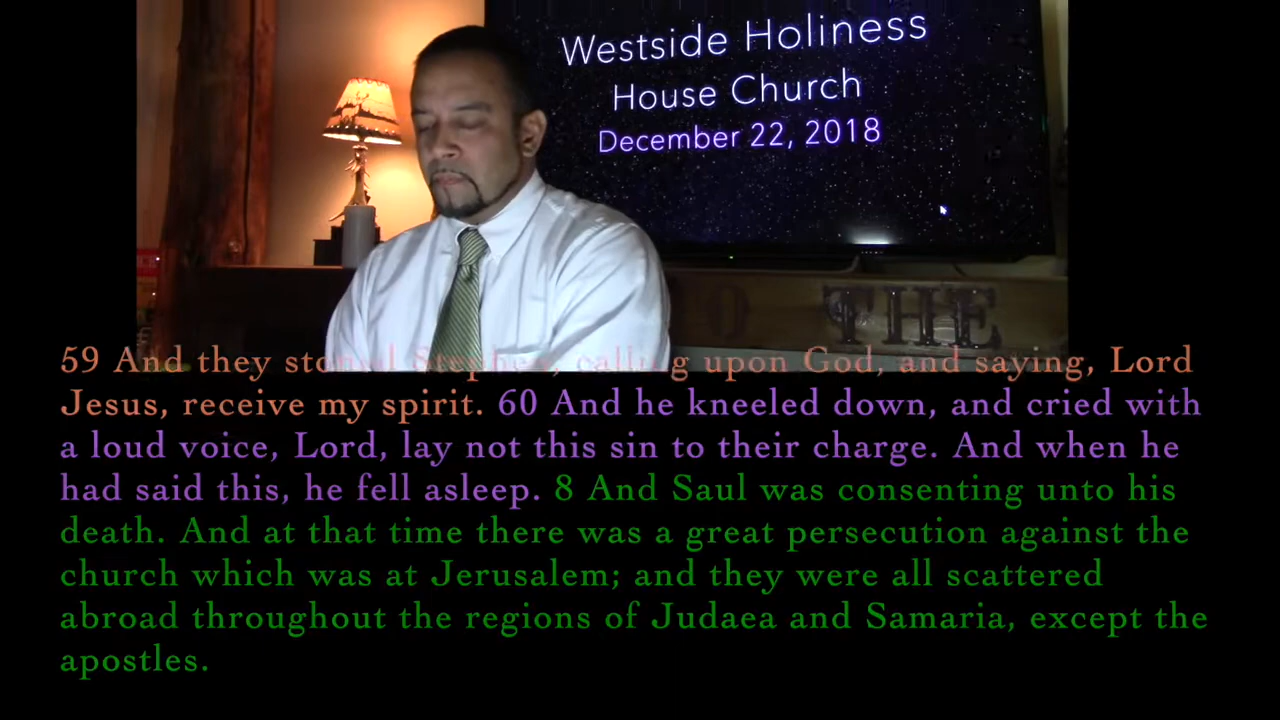 Westside Holiness
House Church
December 22, 2018
O THE
59 And they stoned Stephen, calling upon God, and saying, Lord
Jesus, receive my spirit. 60 And he kneeled down, and cried with
a loud voice, Lord, lay not this sin to their charge. And when he
had said this, he fell asleep. 8 And Saul was consenting unto his
death. And at that time there was a great persecution against the
church which was at Jerusalem; and they were all scattered
abroad throughout the regions of Judaea and Samaria, except the
apostles.